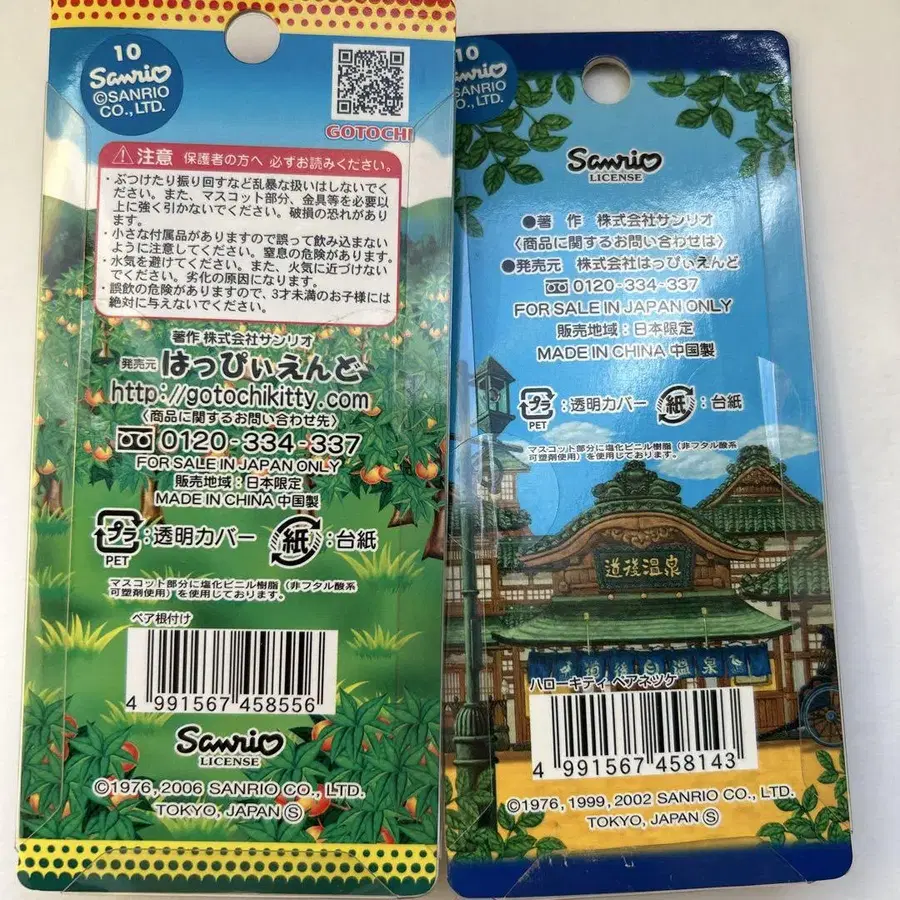 10
Sanrio
©SANRIO
CO., LTD.
GOTOCHI
注意 保護者の方へ 必ずお読みください。
・ぶつけたり振り回すなど乱暴な扱いはしないでく
ださい。また、マスコット部分、金具等を必要以
上に強く引かないでください。破損の恐れがあり
ます。
・小さな付属品がありますので誤って飲み込まない
ように注意してください。窒息の危険があります。
・水気を避けてください。また、火気に近づけない
でください。劣化の原因になります。
・誤飲の危険がありますので、3才未満のお子様には
絶対に与えないでください。
著作 株式会社サンリオ
発売元 はっぴぃえんど
http://gotochikitty.com
〈商品に関するお問い合わせ先〉
0120-334-337
FOR SALE IN JAPAN ONLY
販売地域:日本限定
MADE IN CHINA 中国製
プラ:透明カバー 紙:台紙
PET
マスコット部分に塩化ビニル樹脂(非フタル酸系
可塑剤使用)を使用しております。
ペア根付け
4 991567 458556
Sanrio
LICENSE
©1976, 2006 SANRIO CO., LTD.
TOKYO, JAPAN Ⓢ
10
Sanrio
©SANRIO
CO., LTD.
Sanrio
LICENSE
●著 作 株式会社サンリオ
〈商品に関するお問い合わせは〉
●発売元 株式会社はっぴぃえんど
0120-334-337
FOR SALE IN JAPAN ONLY
販売地域:日本限定
MADE IN CHINA 中国製
プラ:透明カバー 紙:台紙
PET
マスコット部分に塩化ビニル樹脂(非フタル酸系
可塑剤使用)を使用しております。
道後温泉
道後温泉
ハローキティ ペアネツケ
4 991567 458143
©1976, 1999, 2002 SANRIO CO., LTD.
TOKYO, JAPAN Ⓢ